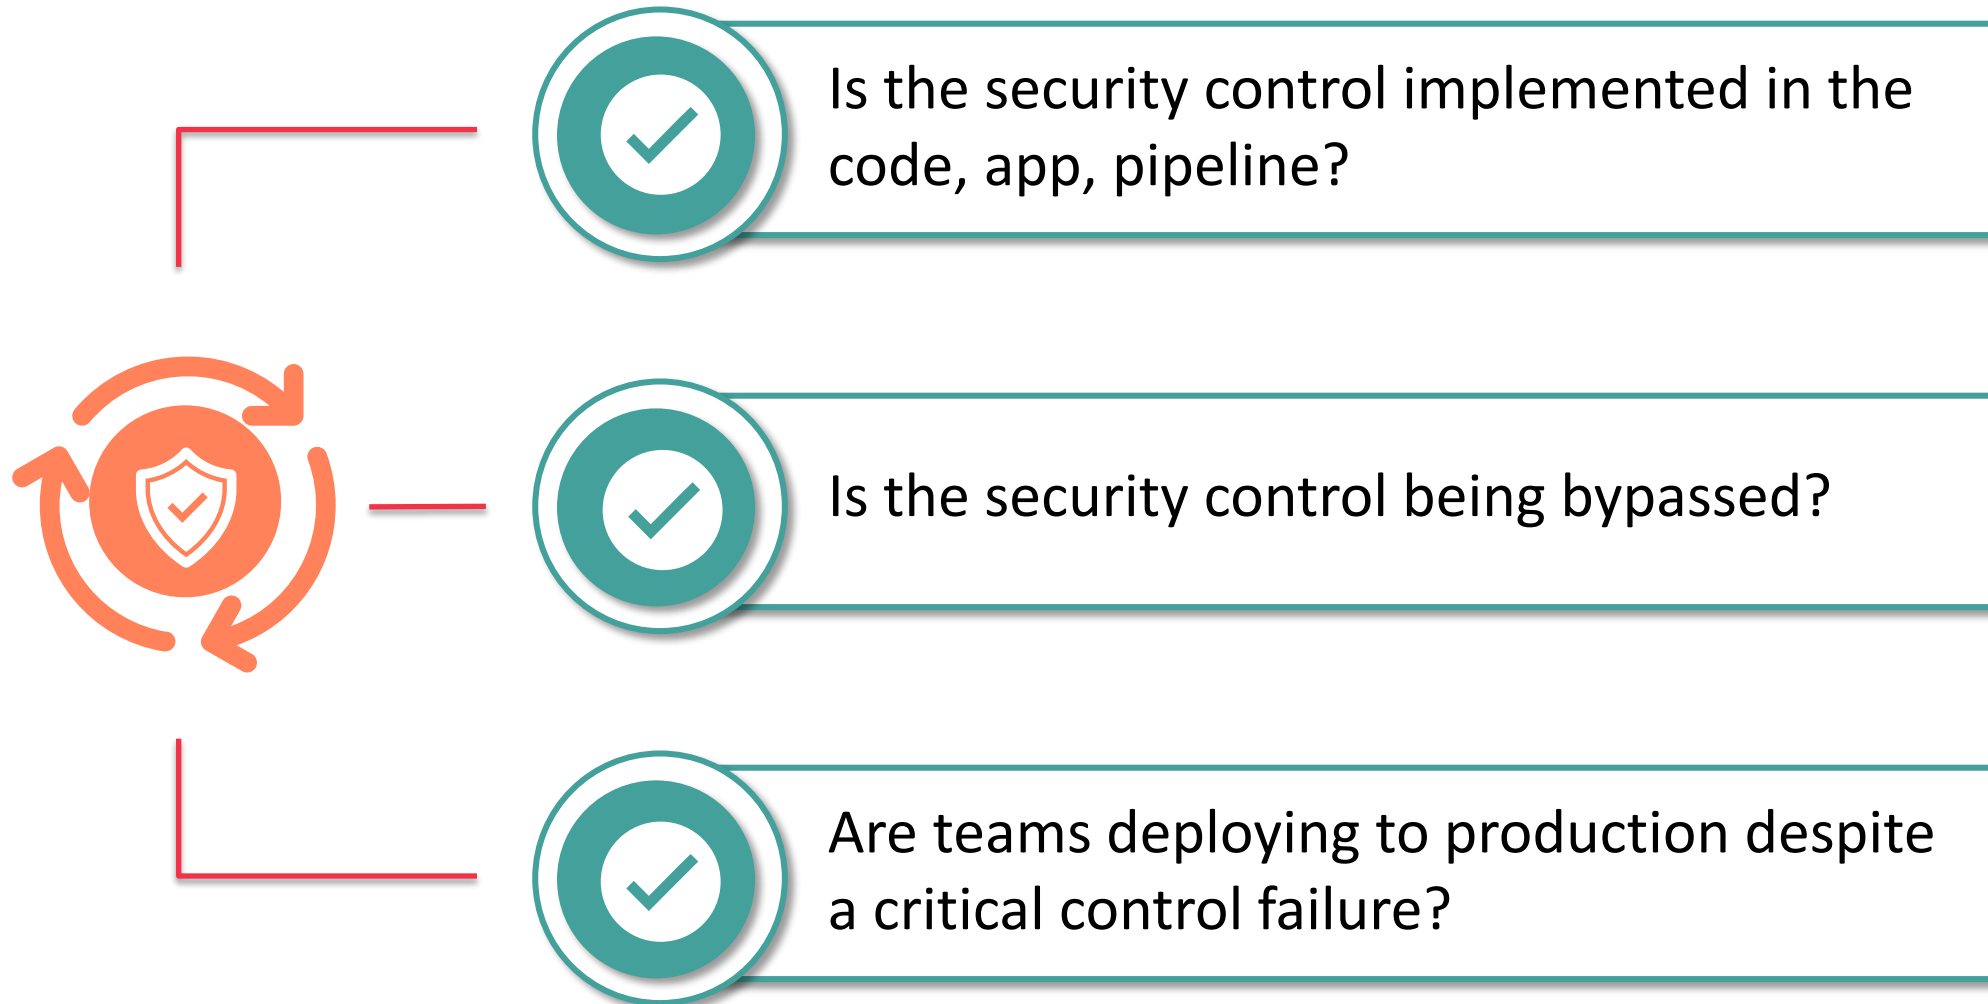 Is the security control implemented in the
code, app, pipeline?
Is the security control being bypassed?
Are teams deploying to production despite
a critical control failure?